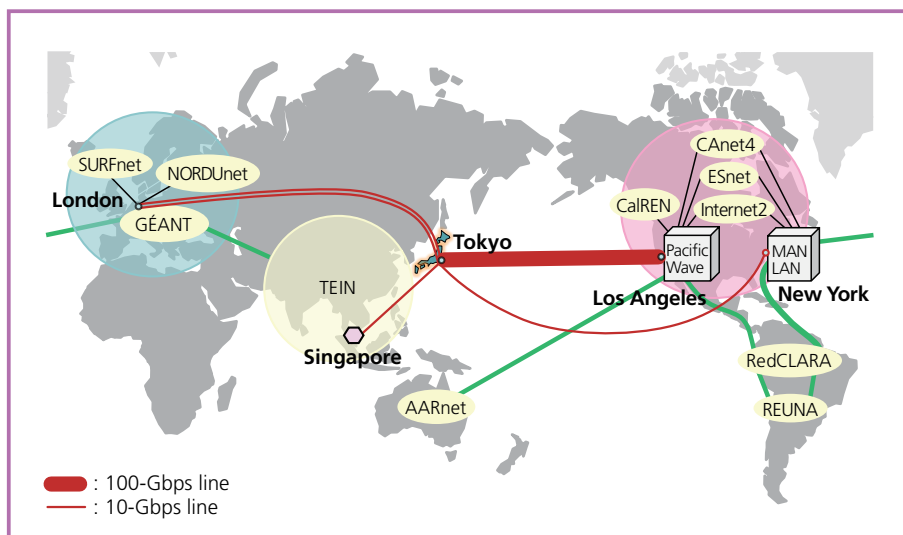 CAnet4
SURFnet
NORDUnet
ESnet
CalREN
Internet2
London
GÉANT
Tokyo
Pacific
Wave
MAN
LAN
TEIN
Los Angeles
New York
Singapore
RedCLARA
AARnet
REUNA
: 100-Gbps line
: 10-Gbps line